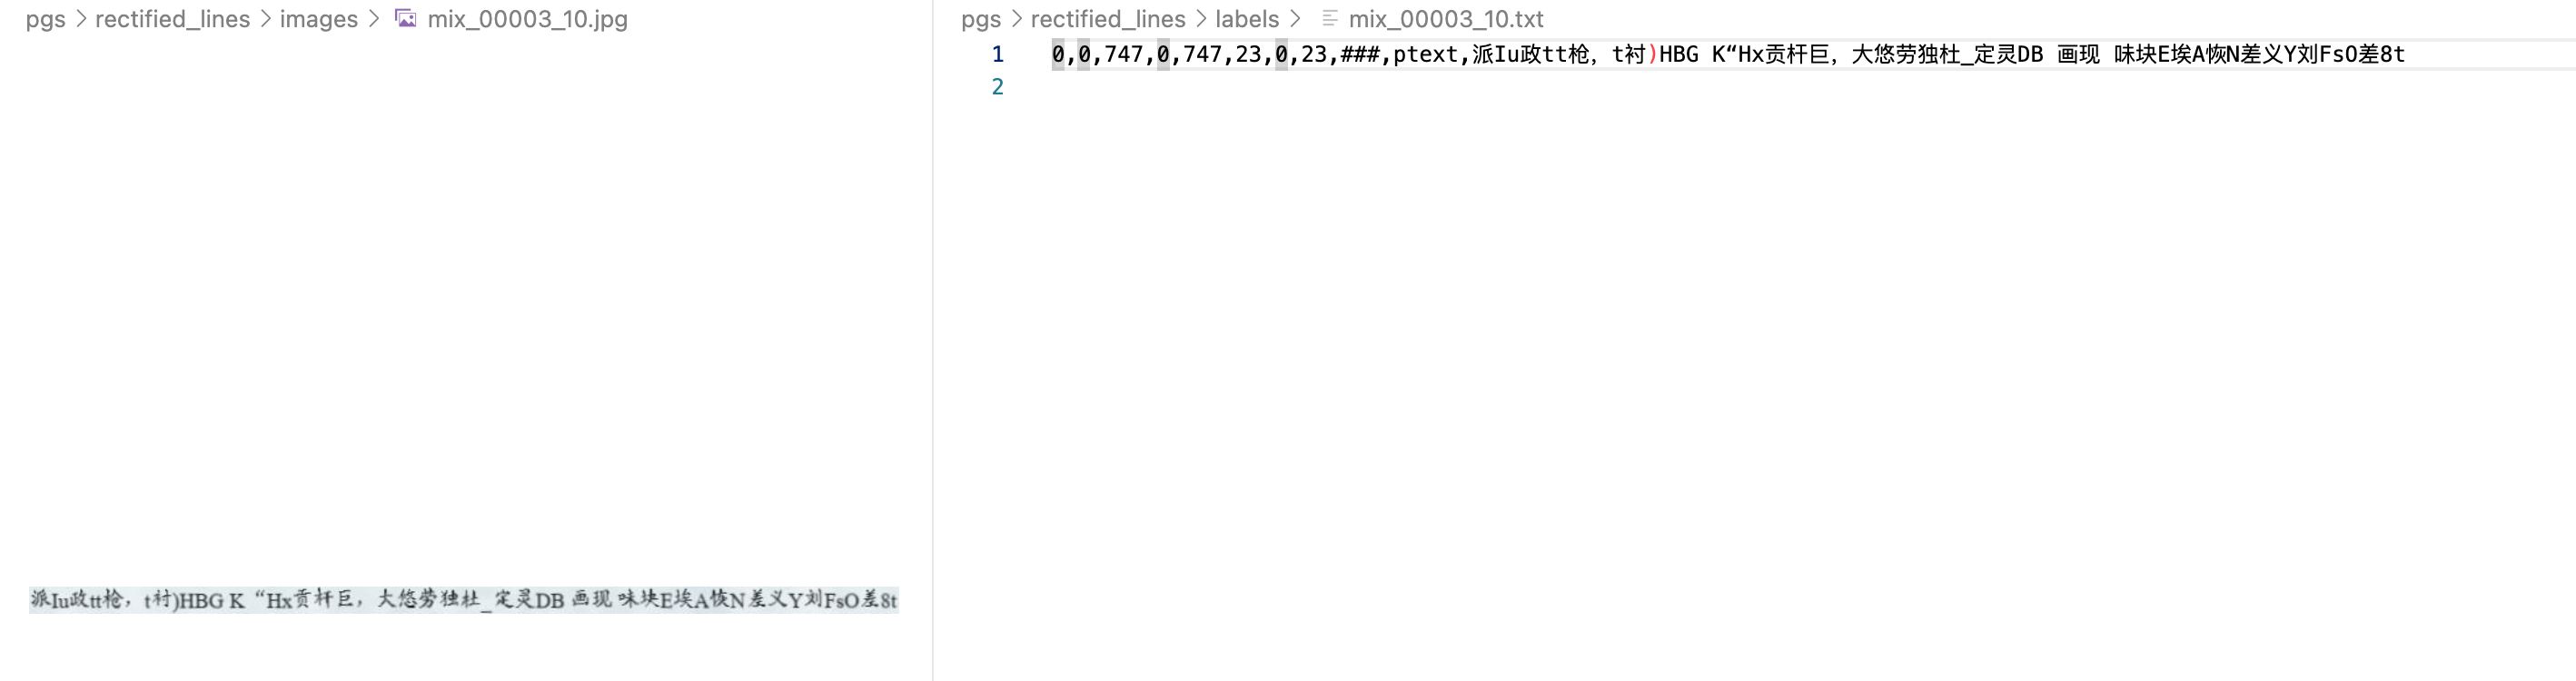 pgs > rectified_lines > images > mix_00003_10.jpg
派Iu政tt枪，t衬)HBG K “Hx贡杆巨，大悠劳独杜_定灵DB 画现 味块E埃A恢N差义Y刘FsO差8t
pgs > rectified_lines > labels > mix_00003_10.txt
1 0,0,747,0,747,23,0,23,###,ptext,派Iu政tt枪，t衬)HBG K“Hx贡杆巨，大悠劳独杜_定灵DB 画现 味块E埃A恢N差义Y刘FsO差8t
2